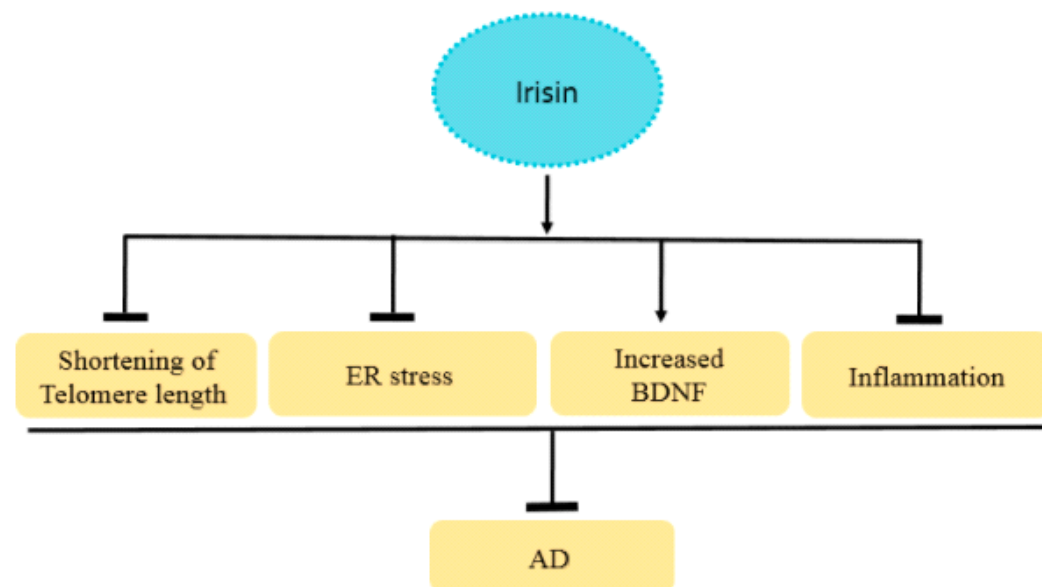 Irisin
Shortening of
Telomere length
ER stress
Increased
BDNF
Inflammation
AD